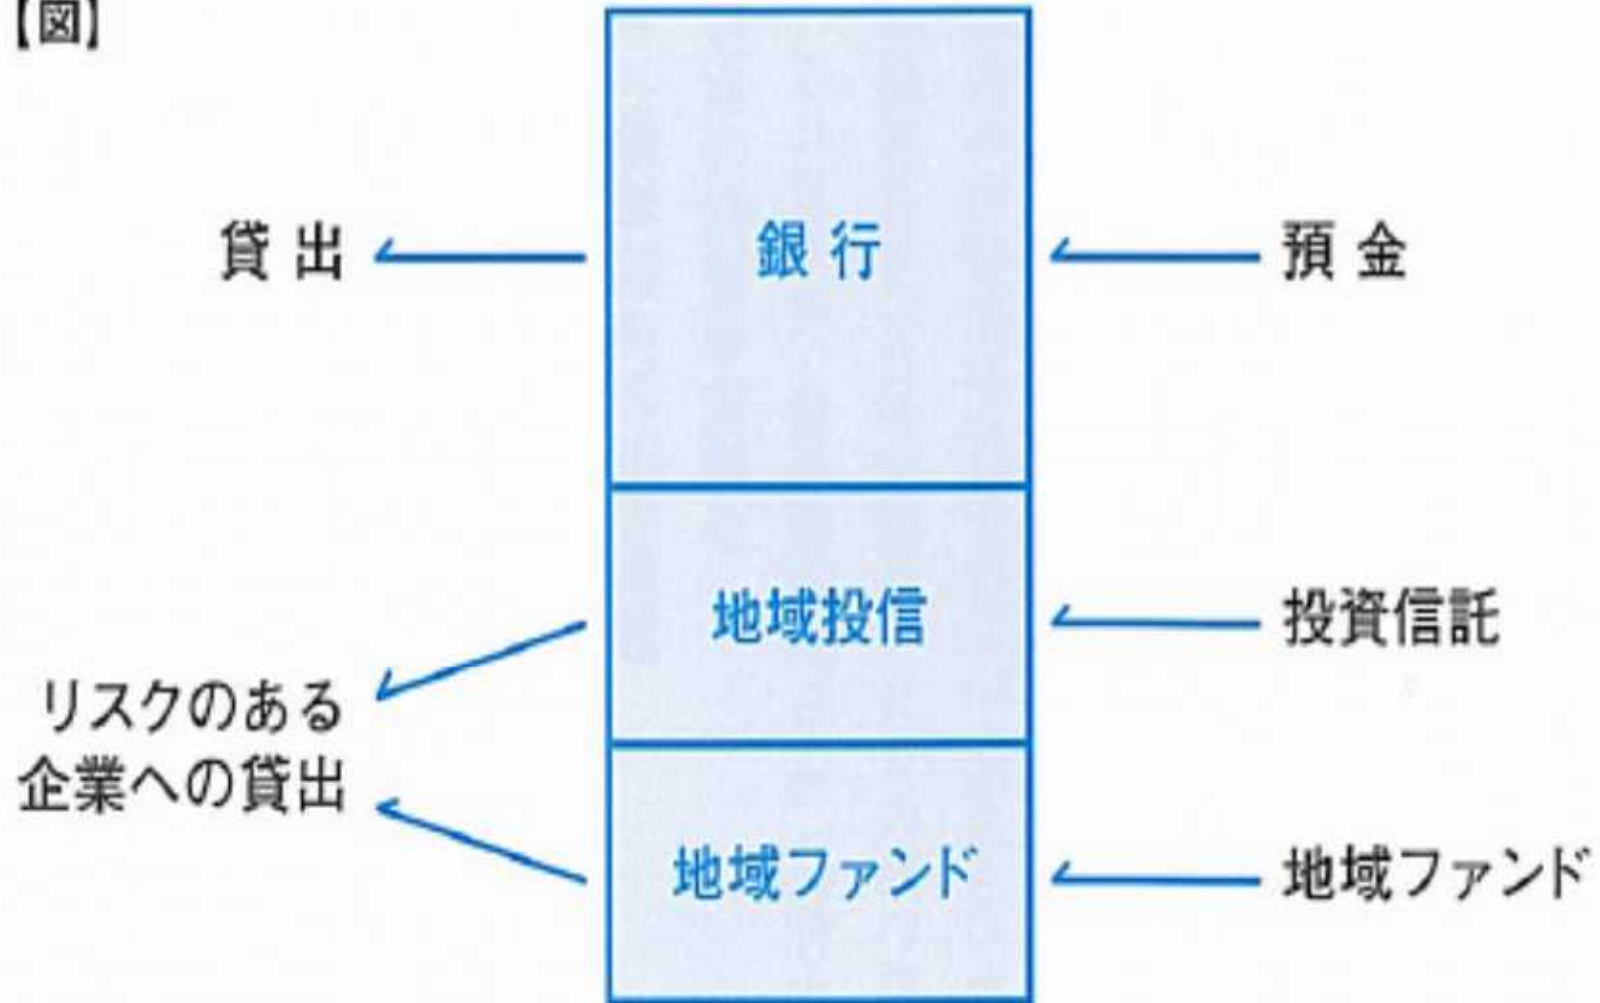 【図】
貸出
銀行
預金
地域投信
投資信託
リスクのある
企業への貸出
地域ファンド
地域ファンド